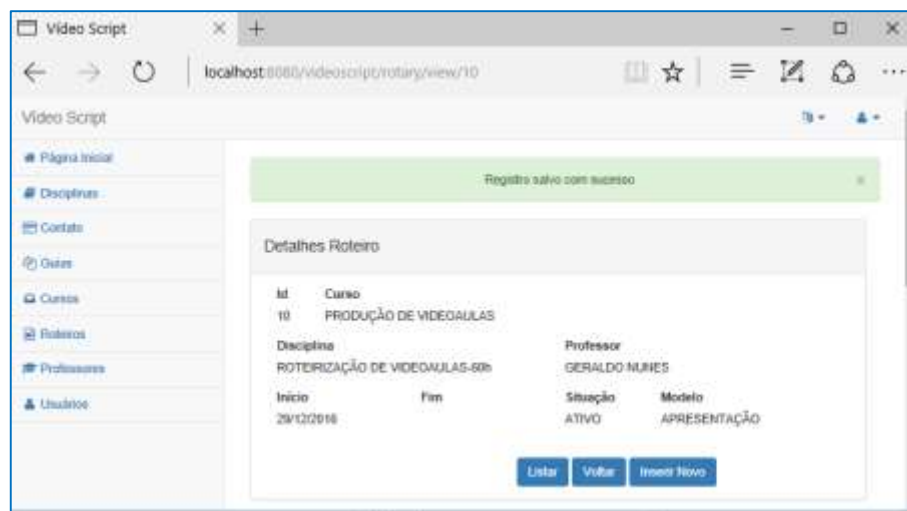 Vídeo Script
localhost:8080/videoscript/rotary/view/10
Vídeo Script
Página Inicial
Disciplinas
Contato
Guias
Cursos
Roteiros
Professores
Usuários
Registro salvo com sucesso
Detalhes Roteiro
Id Curso
10 PRODUÇÃO DE VIDEOAULAS
Disciplina Professor
ROTEIRIZAÇÃO DE VIDEOAULAS-60h GERALDO NUNES
Início Fim Situação Modelo
29/12/2016 ATIVO APRESENTAÇÃO
Listar Voltar Inserir Novo